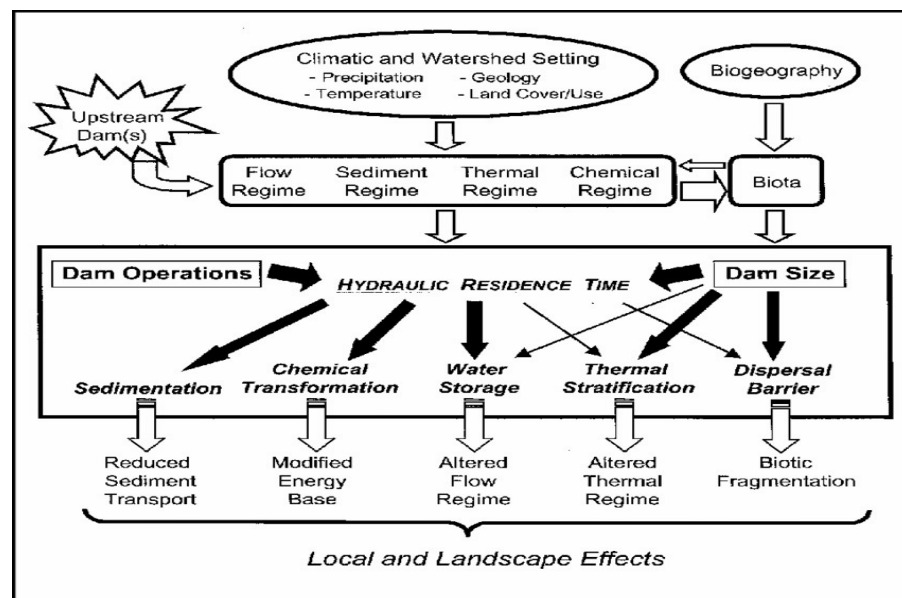 Climatic and Watershed Setting
- Precipitation - Geology
- Temperature - Land Cover/Use
Biogeography
Upstream
Dam(s)
Flow
Regime
Sediment
Regime
Thermal
Regime
Chemical
Regime
Biota
Dam Operations
HYDRAULIC RESIDENCE TIME
Dam Size
Sedimentation
Chemical
Transformation
Water
Storage
Thermal
Stratification
Dispersal
Barrier
Reduced
Sediment
Transport
Modified
Energy
Base
Altered
Flow
Regime
Altered
Thermal
Regime
Biotic
Fragmentation
Local and Landscape Effects